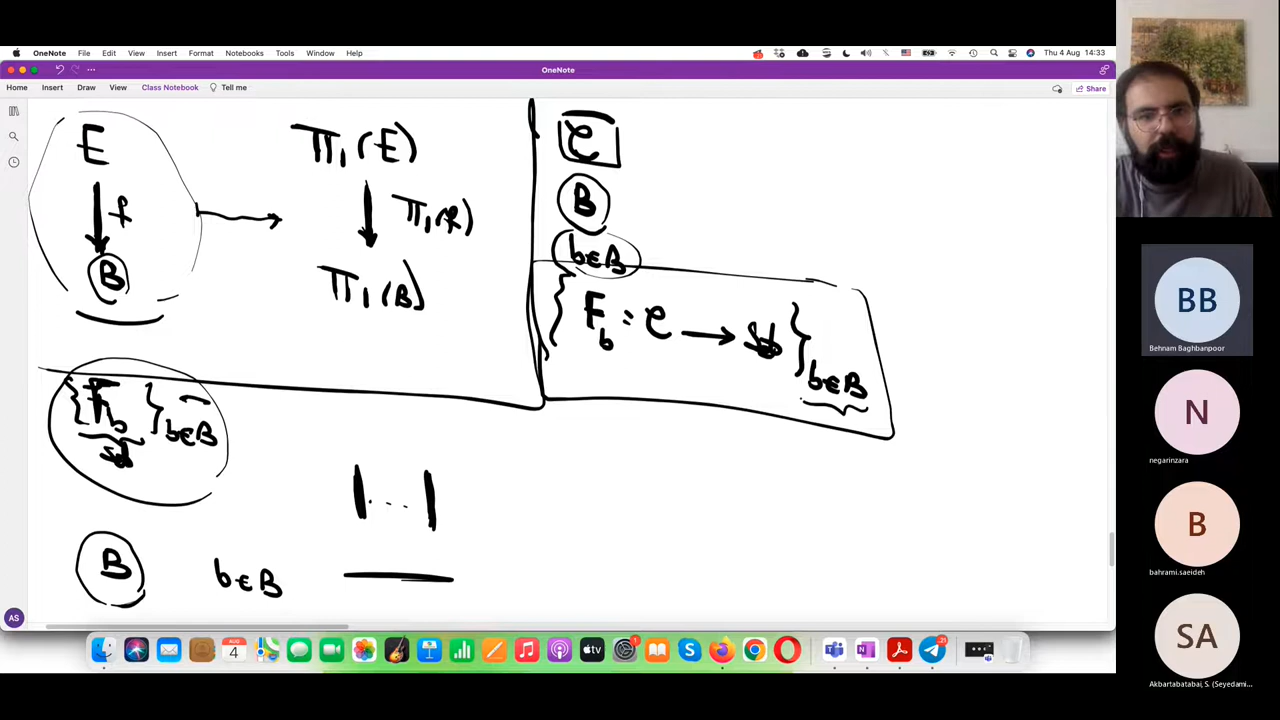 OneNote File Edit View Insert Format Notebooks Tools Window Help
Thu 4 Aug 14:33
OneNote
Home Insert Draw View Class Notebook Tell me
Share
E
f
B
π₁(E)
π₁(f)
π₁(B)
𝒞
B
b∈B
{ F_b : 𝒞 → Set }_{b∈B}
{ F_b }_{b∈B}
Set
B
b∈B
| ... |
AS
BB
Behnam Baghbanpoor
N
negarinzara
B
bahrami.saeideh
SA
Akbartabatabai, S. (Seyedami...